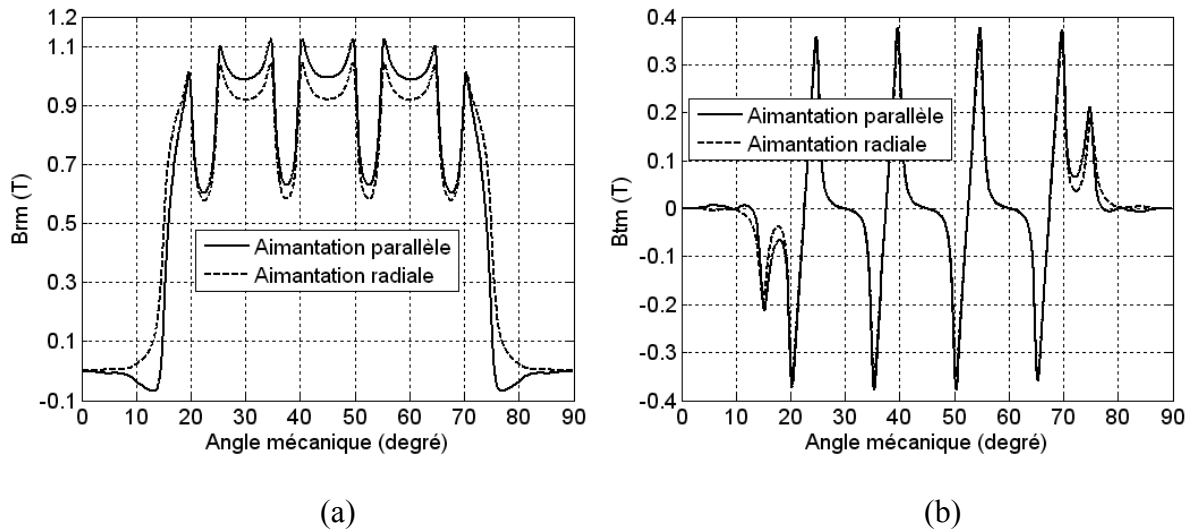 1.2
1.1
0.9
0.7
0.5
0.3
0.1
-0.1
Brm (T)
Aimantation parallèle
Aimantation radiale
0 10 20 30 40 50 60 70 80 90
Angle mécanique (degré)
(a)
0.4
0.3
0.2
0.1
0
-0.1
-0.2
-0.3
-0.4
Btm (T)
Aimantation parallèle
Aimantation radiale
0 10 20 30 40 50 60 70 80 90
Angle mécanique (degré)
(b)